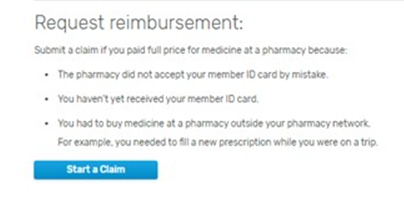 Request reimbursement:
Submit a claim if you paid full price for medicine at a pharmacy because:
• The pharmacy did not accept your member ID card by mistake.
• You haven't yet received your member ID card.
• You had to buy medicine at a pharmacy outside your pharmacy network.
For example, you needed to fill a new prescription while you were on a trip.
Start a Claim